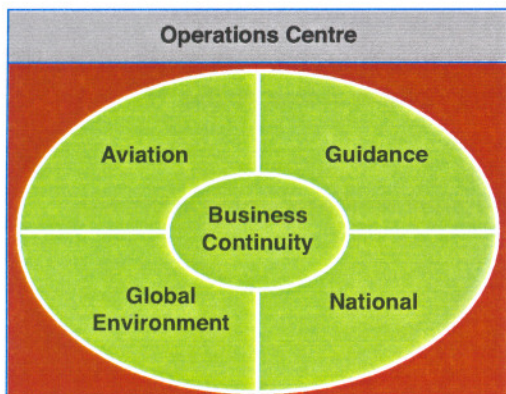 Operations Centre
Aviation
Guidance
Business
Continuity
Global
Environment
National